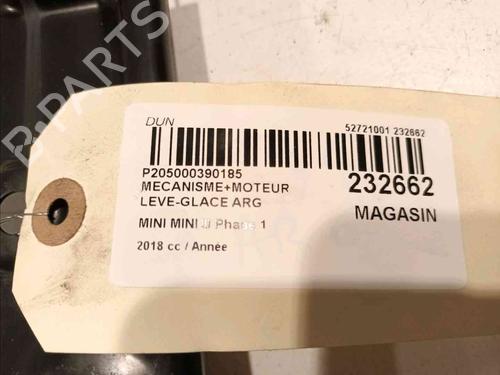 B.PARTS
DUN
52721001 232662
P205000390185
MECANISME+MOTEUR
LEVE-GLACE ARG
232662
MAGASIN
MINI MINI Phase 1
2018 cc / Année